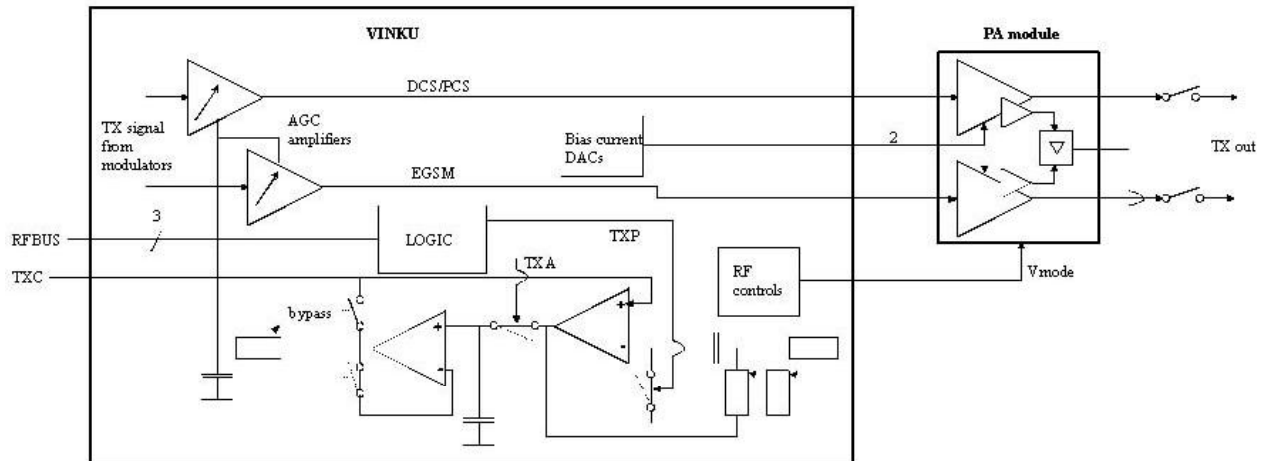 VINKU
PA module
DCS/PCS
TX signal
from
modulators
AGC
amplifiers
Bias current
DACs
2
TX out
EGSM
3
RFBUS
LOGIC
TXP
TXC
TXA
RF
controls
Vmode
bypass
+
-
+
-